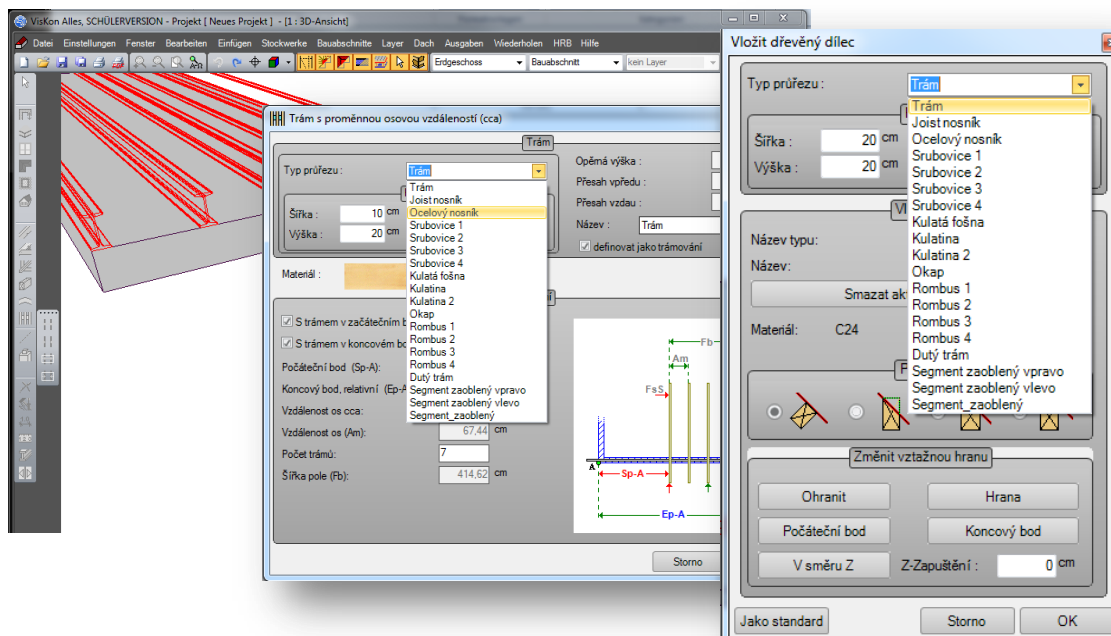 VisKon Alles, SCHÜLERVERSION - Projekt [ Neues Projekt ] - [1 : 3D-Ansicht]
Datei Einstellungen Fenster Bearbeiten Einfügen Stockwerke Bauabschnitte Layer Dach Ausgaben Wiederholen HRB Hilfe
Erdgeschoss Bauabschnitt kein Layer
Trám s proměnnou osovou vzdáleností (cca)
Trám
Typ průřezu :
Trám
Šířka :
10 cm
Výška :
20 cm
Trám
Joist nosník
Ocelový nosník
Srubovice 1
Srubovice 2
Srubovice 3
Srubovice 4
Kulatá fošna
Kulatina
Kulatina 2
Okap
Rombus 1
Rombus 2
Rombus 3
Rombus 4
Dutý trám
Segment zaoblený vpravo
Segment zaoblený vlevo
Segment_zaoblený
Opěrná výška :
Přesah vpředu :
Přesah vzdau :
Název :
Trám
definovat jako trámování
Materiál :
S trámem v začátečním b
S trámem v koncovém bo
Počáteční bod (Sp-A):
Koncový bod, relativní (Ep-A
Vzdálenost os cca:
Vzdálenost os (Am):
67,44 cm
Počet trámů:
7
Šířka pole (Fb):
414,62 cm
Fb
Am
FsS
A
Sp-A
Ep-A
Storno
Vložit dřevěný dílec
Typ průřezu :
Trám
Šířka :
20 cm
Výška :
20 cm
Trám
Joist nosník
Ocelový nosník
Srubovice 1
Srubovice 2
Srubovice 3
Srubovice 4
Kulatá fošna
Kulatina
Kulatina 2
Okap
Rombus 1
Rombus 2
Rombus 3
Rombus 4
Dutý trám
Segment zaoblený vpravo
Segment zaoblený vlevo
Segment_zaoblený
Název typu:
Název:
Smazat akt
Materiál:
C24
Změnit vztažnou hranu
Ohranit
Hrana
Počáteční bod
Koncový bod
V směru Z
Z-Zapuštění :
0 cm
Jako standard
Storno
OK